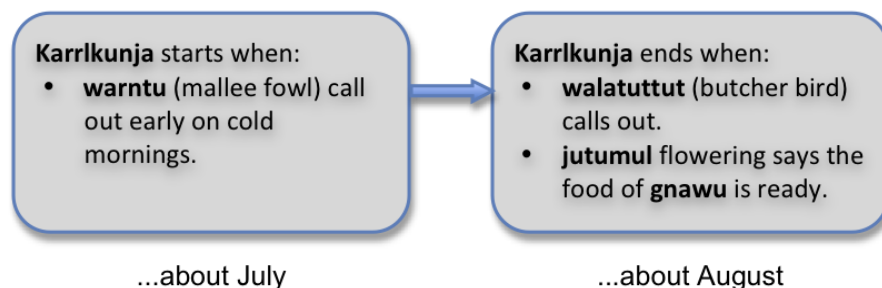 Karrlkunja starts when:
• warntu (mallee fowl) call
out early on cold
mornings.
...about July
Karrlkunja ends when:
• walatuttut (butcher bird)
calls out.
• jutumul flowering says the
food of gnawu is ready.
...about August